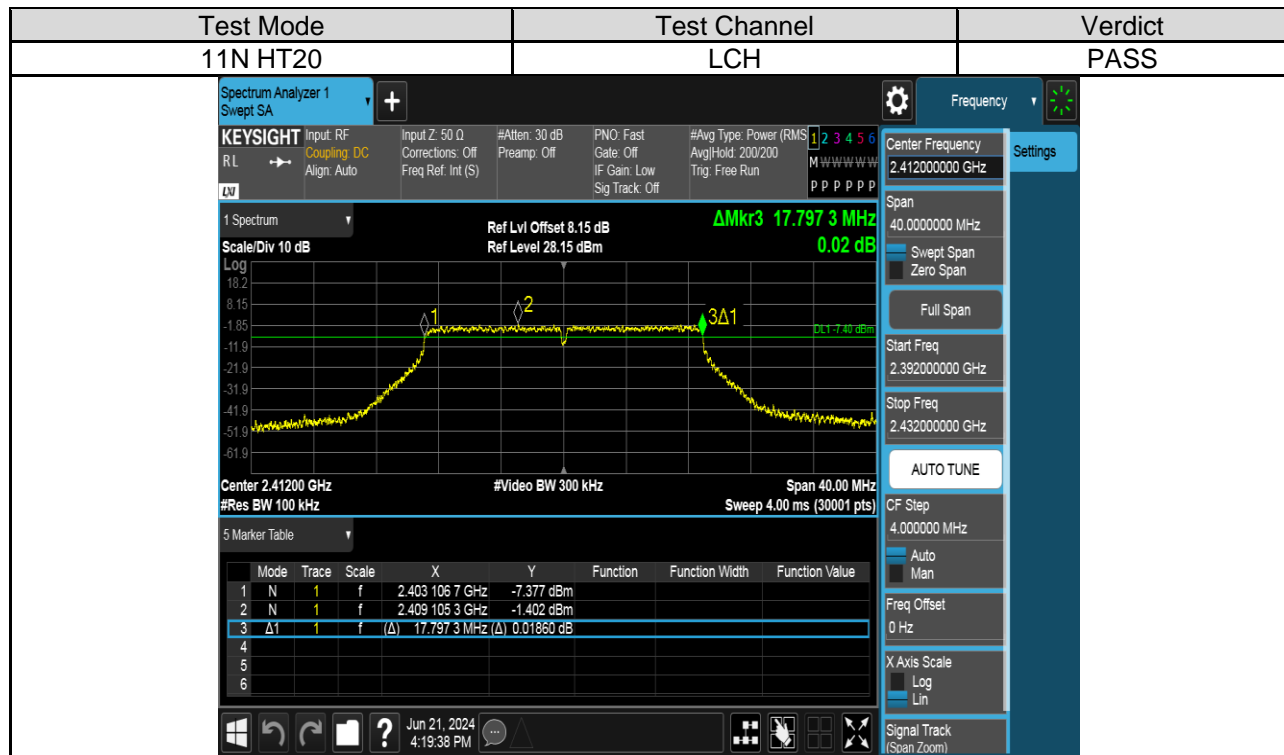 Test Mode Test Channel Verdict
11N HT20 LCH PASS
Spectrum Analyzer 1
Swept SA
+
Frequency
KEYSIGHT Input: RF Input Z: 50 Ω #Atten: 30 dB PNO: Fast #Avg Type: Power (RMS 1 2 3 4 5 6
RL Coupling: DC Corrections: Off Preamp: Off Gate: Off Avg|Hold: 200/200 M W W W W W
Align: Auto Freq Ref: Int (S) IF Gain: Low Trig: Free Run
LXI Sig Track: Off P P P P P P
1 Spectrum
Ref Lvl Offset 8.15 dB ΔMkr3 17.797 3 MHz
Scale/Div 10 dB Ref Level 28.15 dBm 0.02 dB
Log
18.2
8.15
-1.85
-11.9
-21.9
-31.9
-41.9
-51.9
-61.9
1
2
3Δ1
DL1 -7.40 dBm
Center 2.41200 GHz #Video BW 300 kHz Span 40.00 MHz
#Res BW 100 kHz Sweep 4.00 ms (30001 pts)
5 Marker Table
Mode Trace Scale X Y Function Function Width Function Value
1 N 1 f 2.403 106 7 GHz -7.377 dBm
2 N 1 f 2.409 105 3 GHz -1.402 dBm
3 Δ1 1 f (Δ) 17.797 3 MHz (Δ) 0.01860 dB
4
5
6
? Jun 21, 2024
4:19:38 PM
Center Frequency
2.412000000 GHz
Settings
Span
40.0000000 MHz
Swept Span
Zero Span
Full Span
Start Freq
2.392000000 GHz
Stop Freq
2.432000000 GHz
AUTO TUNE
CF Step
4.000000 MHz
Auto
Man
Freq Offset
0 Hz
X Axis Scale
Log
Lin
Signal Track
(Span Zoom)